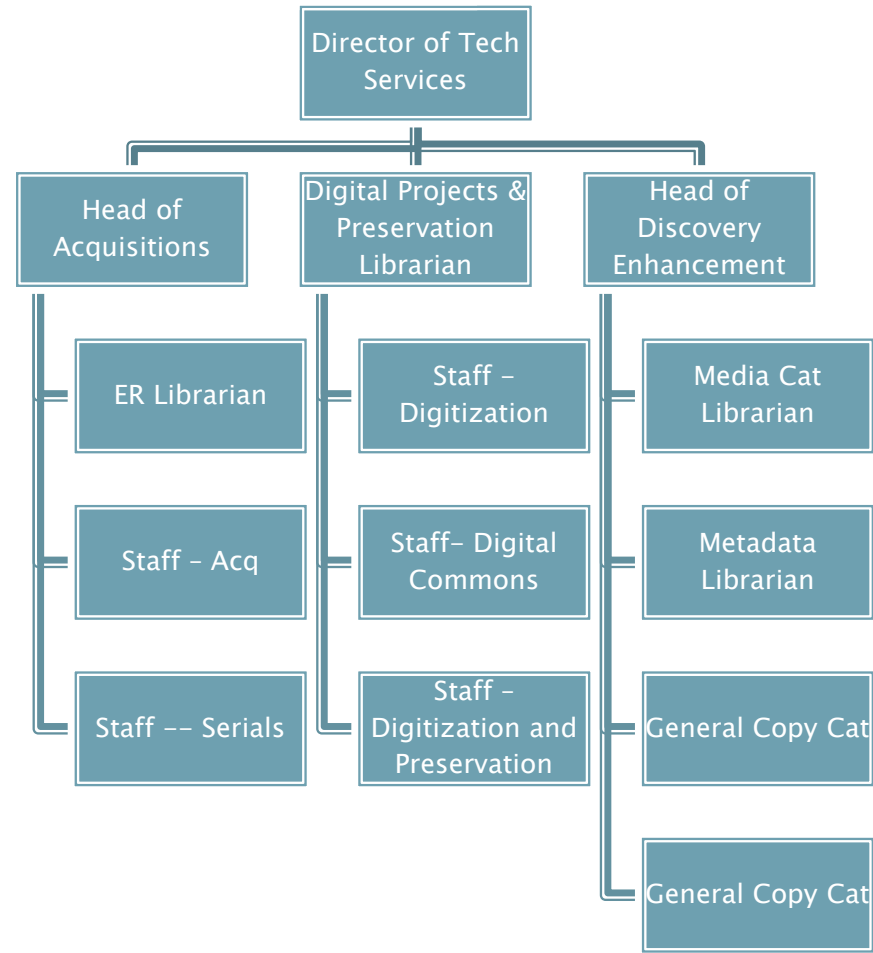 Director of Tech
Services
Head of
Acquisitions
Digital Projects &
Preservation
Librarian
Head of
Discovery
Enhancement
ER Librarian
Staff – Acq
Staff –– Serials
Staff –
Digitization
Staff– Digital
Commons
Staff –
Digitization and
Preservation
Media Cat
Librarian
Metadata
Librarian
General Copy Cat
General Copy Cat